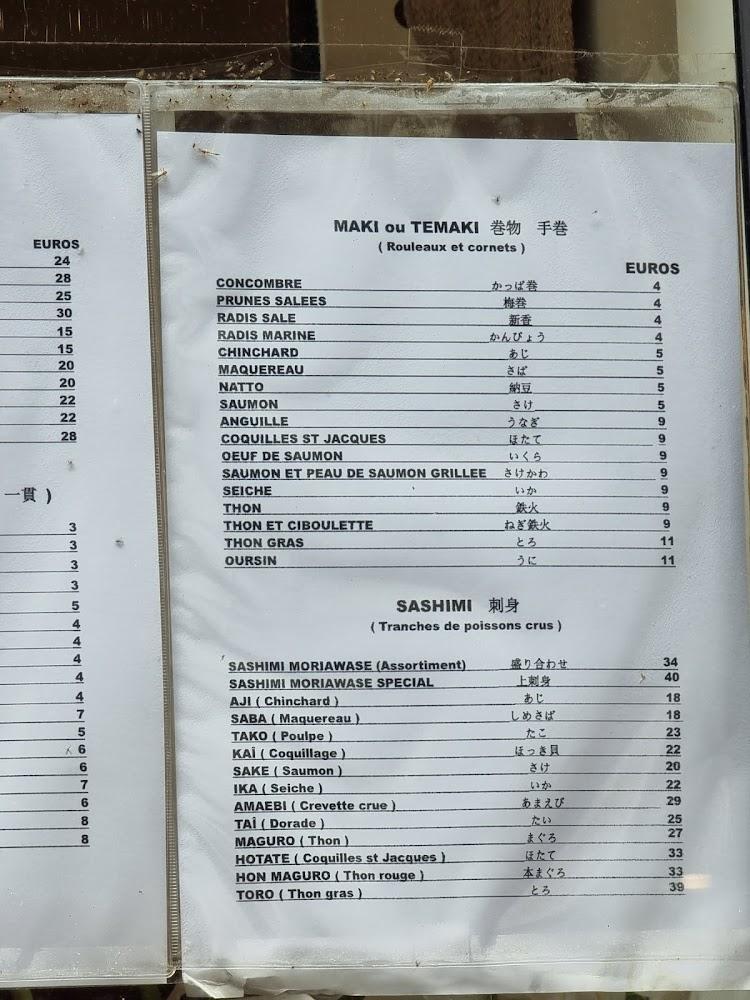 EUROS
24
28
25
30
15
15
20
20
22
22
28
一貫 )
3
3
3
3
5
4
4
4
4
4
7
5
6
6
7
6
8
8
MAKI ou TEMAKI 巻物 手巻
( Rouleaux et cornets )
EUROS
CONCOMBRE かっぱ巻 4
PRUNES SALEES 梅巻 4
RADIS SALE 新香 4
RADIS MARINE かんぴょう 4
CHINCHARD あじ 5
MAQUEREAU さば 5
NATTO 納豆 5
SAUMON さけ 5
ANGUILLE うなぎ 9
COQUILLES ST JACQUES ほたて 9
OEUF DE SAUMON いくら 9
SAUMON ET PEAU DE SAUMON GRILLEE さけかわ 9
SEICHE いか 9
THON 鉄火 9
THON ET CIBOULETTE ねぎ鉄火 9
THON GRAS とろ 11
OURSIN うに 11
SASHIMI 刺身
( Tranches de poissons crus )
SASHIMI MORIAWASE (Assortiment) 盛り合わせ 34
SASHIMI MORIAWASE SPECIAL 上刺身 40
AJI ( Chinchard ) あじ 18
SABA ( Maquereau ) しめさば 18
TAKO ( Poulpe ) たこ 23
KAÎ ( Coquillage ) ほっき貝 22
SAKE ( Saumon ) さけ 20
IKA ( Seiche ) いか 22
AMAEBI ( Crevette crue ) あまえび 29
TAÎ ( Dorade ) たい 25
MAGURO ( Thon ) まぐろ 27
HOTATE ( Coquilles st Jacques ) ほたて 33
HON MAGURO ( Thon rouge ) 本まぐろ 33
TORO ( Thon gras ) とろ 39